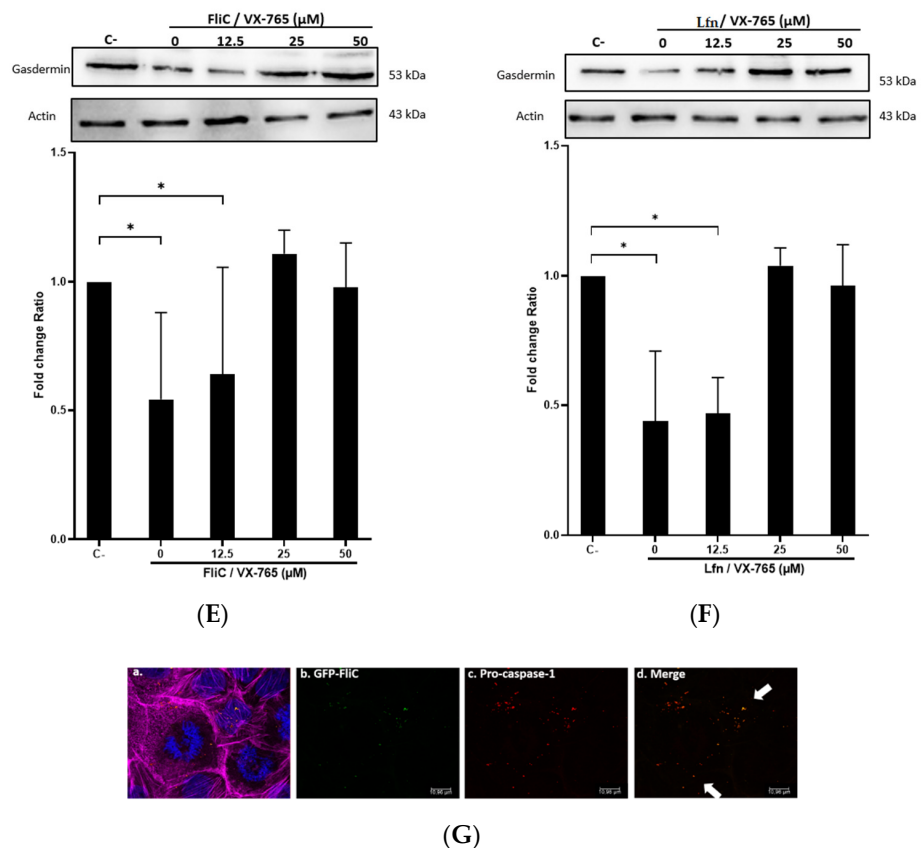 FliC / VX-765 (µM)
C- 0 12.5 25 50
Gasdermin 53 kDa
Actin 43 kDa
1.5
1.0
0.5
0.0
Fold change Ratio
* *
C- 0 12.5 25 50
FliC / VX-765 (µM)
(E)
Lfn / VX-765 (µM)
C- 0 12.5 25 50
Gasdermin 53 kDa
Actin 43 kDa
1.5
1.0
0.5
0.0
Fold change Ratio
* *
C- 0 12.5 25 50
Lfn / VX-765 (µM)
(F)
a. b. GFP-FliC c. Pro-caspase-1 d. Merge
(G)